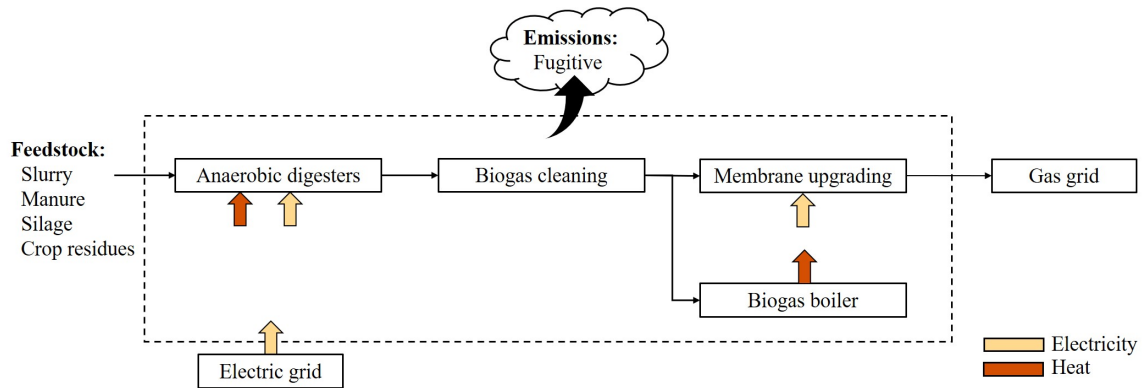 Emissions:
Fugitive
Feedstock:
Slurry
Manure
Silage
Crop residues
Anaerobic digesters
Biogas cleaning
Membrane upgrading
Gas grid
Biogas boiler
Electric grid
Electricity
Heat